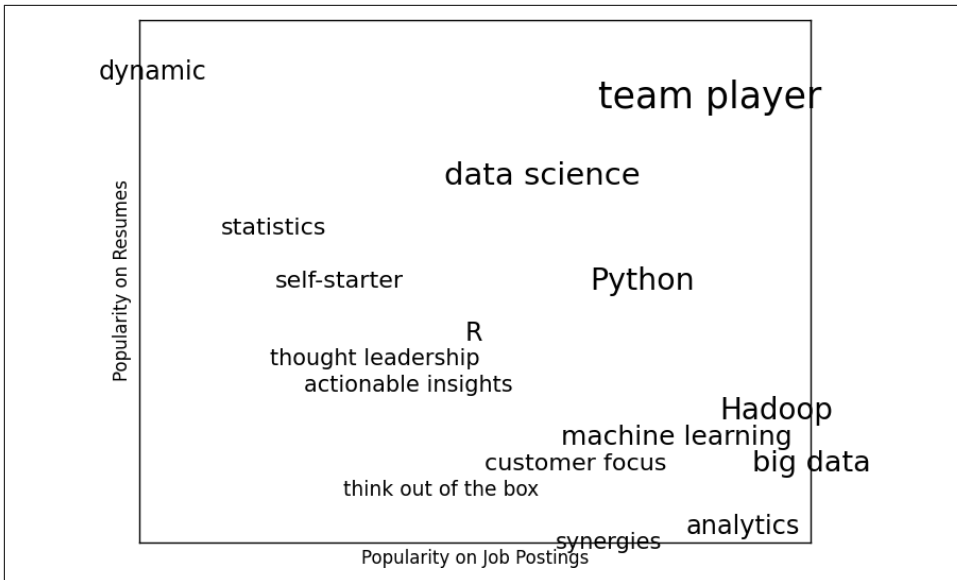 dynamic
team player
data science
statistics
self-starter
Python
R
thought leadership
actionable insights
Hadoop
machine learning
customer focus
big data
think out of the box
analytics
synergies
Popularity on Job Postings
Popularity on Resumes